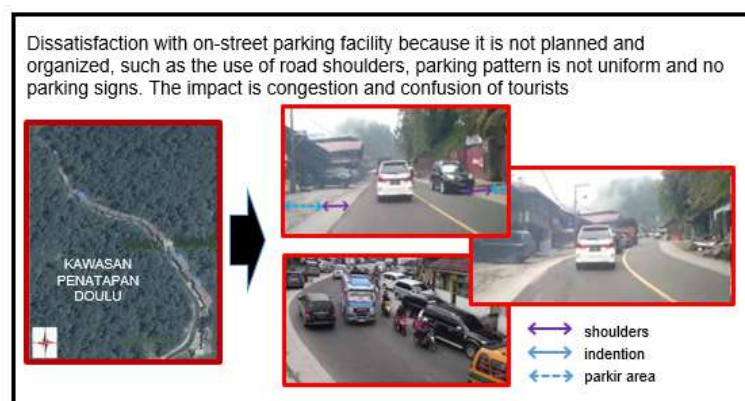 Dissatisfaction with on-street parking facility because it is not planned and
organized, such as the use of road shoulders, parking pattern is not uniform and no
parking signs. The impact is congestion and confusion of tourists
KAWASAN
PENATAPAN
DOULU
shoulders
indention
parkir area